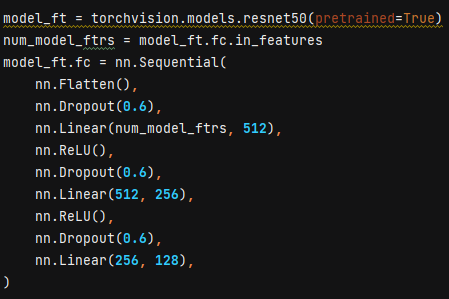 model_ft = torchvision.models.resnet50(pretrained=True)
num_model_ftrs = model_ft.fc.in_features
model_ft.fc = nn.Sequential(
    nn.Flatten(),
    nn.Dropout(0.6),
    nn.Linear(num_model_ftrs, 512),
    nn.ReLU(),
    nn.Dropout(0.6),
    nn.Linear(512, 256),
    nn.ReLU(),
    nn.Dropout(0.6),
    nn.Linear(256, 128),
)